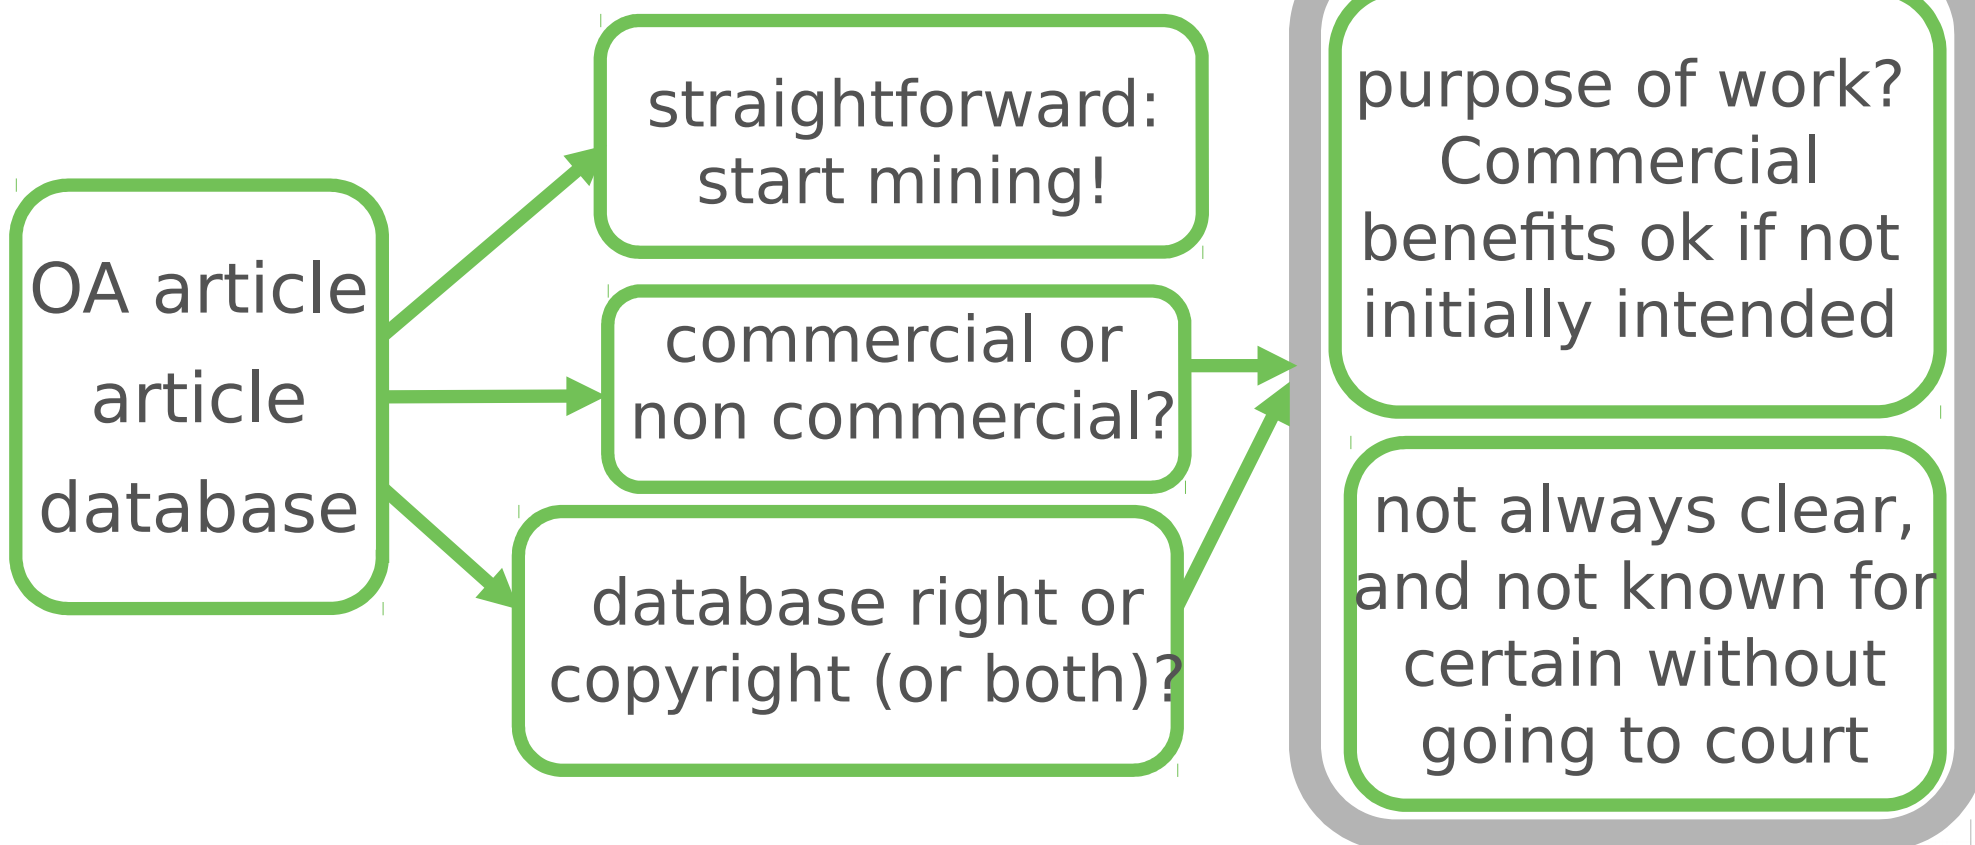 OA article
article
database
straightforward:
start mining!
commercial or
non commercial?
database right or
copyright (or both)?
purpose of work?
Commercial
benefits ok if not
initially intended
not always clear,
and not known for
certain without
going to court